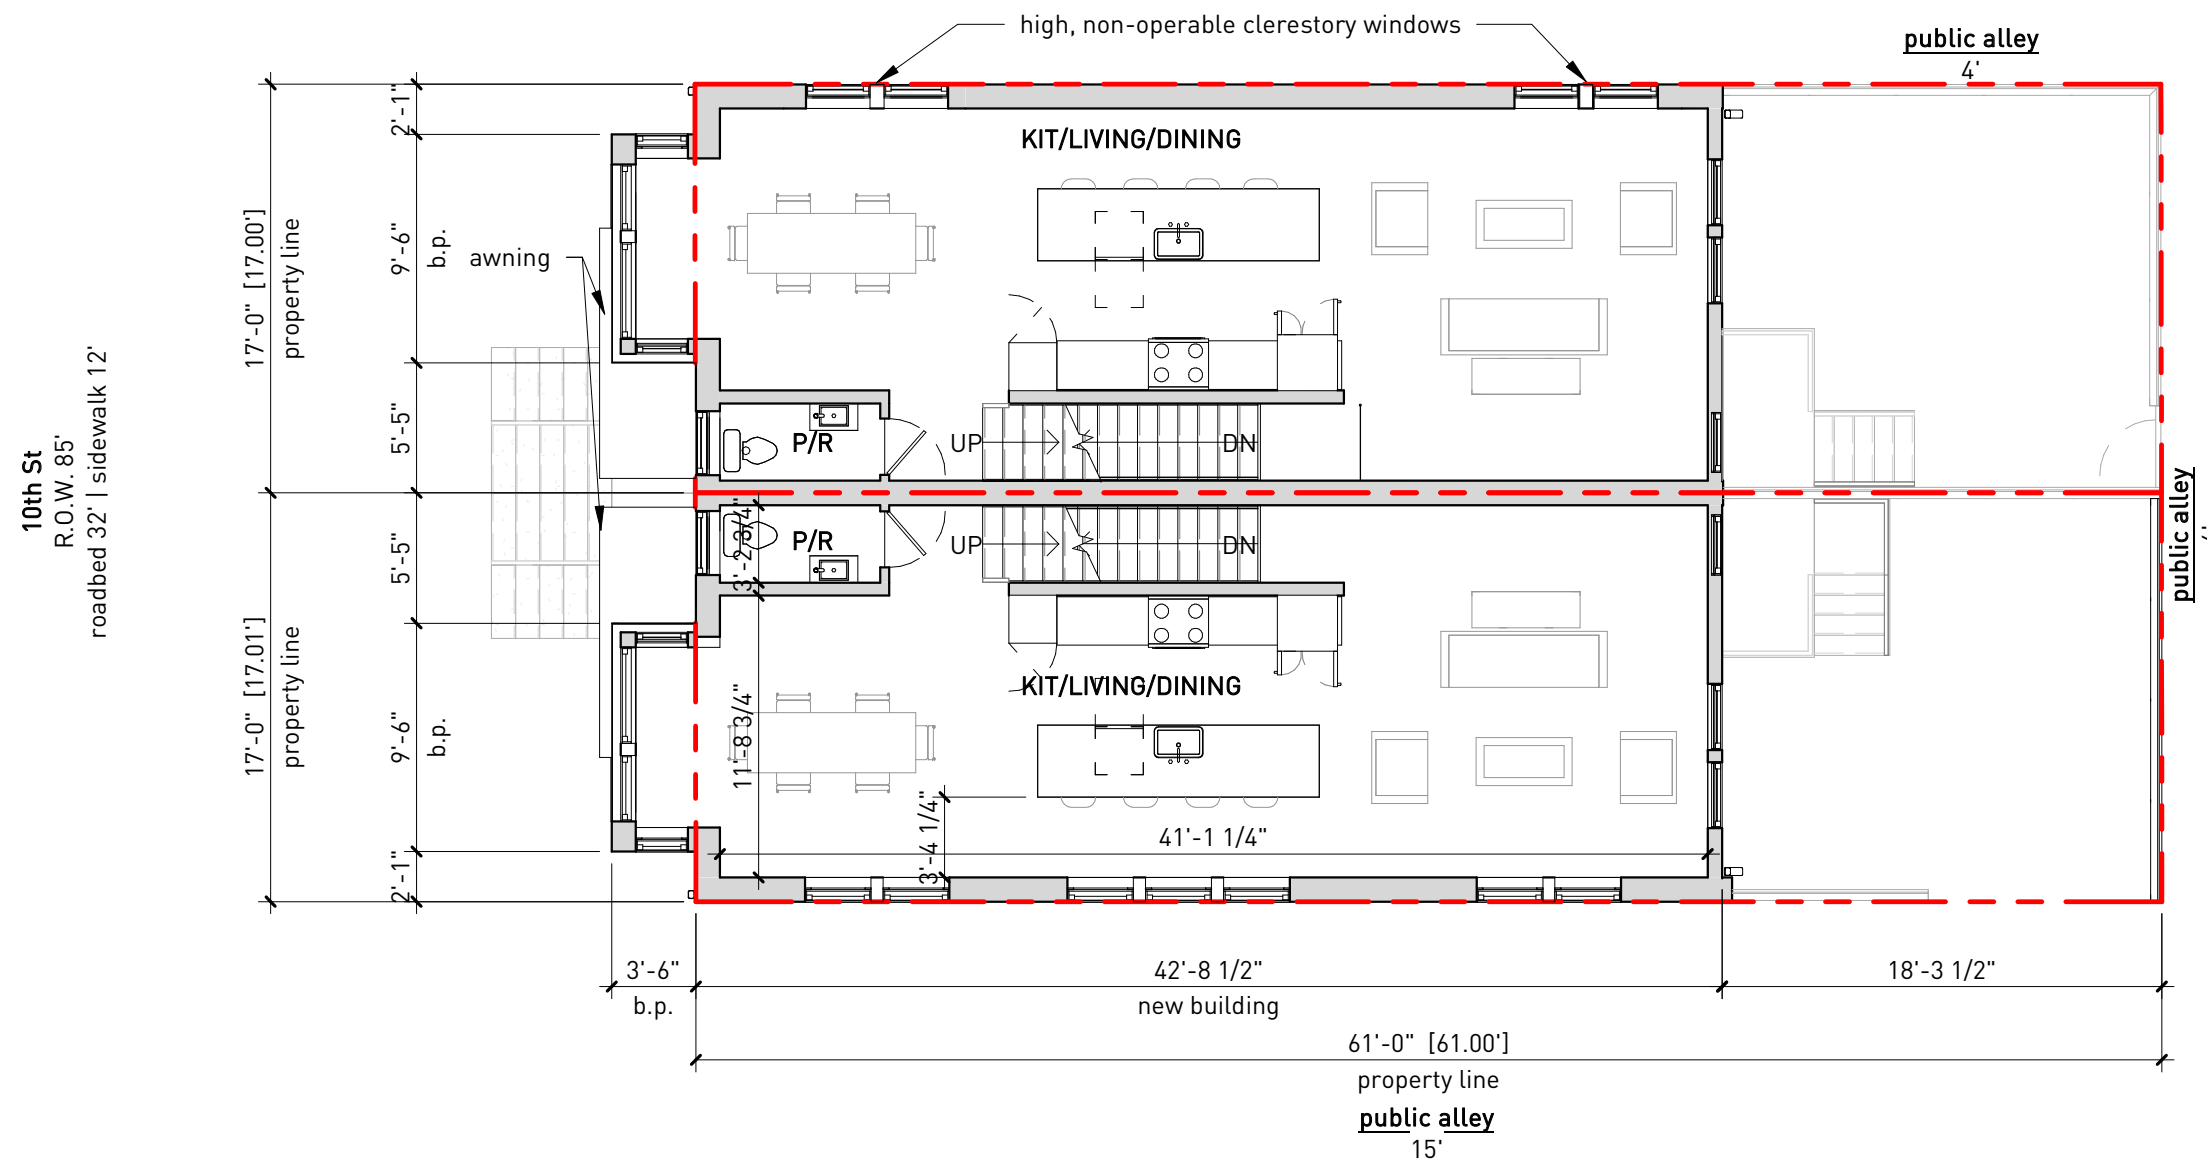 high, non-operable clerestory windows
public alley
4'
2'-1"
17'-0" [17.00']
property line
9'-6"
b.p.
awning
5'-5"
10th St
R.O.W. 85'
roadbed 32' | sidewalk 12'
KIT/LIVING/DINING
P/R
UP
DN
P/R
UP
DN
3'-2 3/4"
5'-5"
17'-0" [17.01']
property line
9'-6"
b.p.
2'-1"
KIT/LIVING/DINING
11'-8 3/4"
3'-4 1/4"
41'-1 1/4"
public alley
3'-6"
b.p.
42'-8 1/2"
new building
18'-3 1/2"
61'-0" [61.00']
property line
public alley
15'